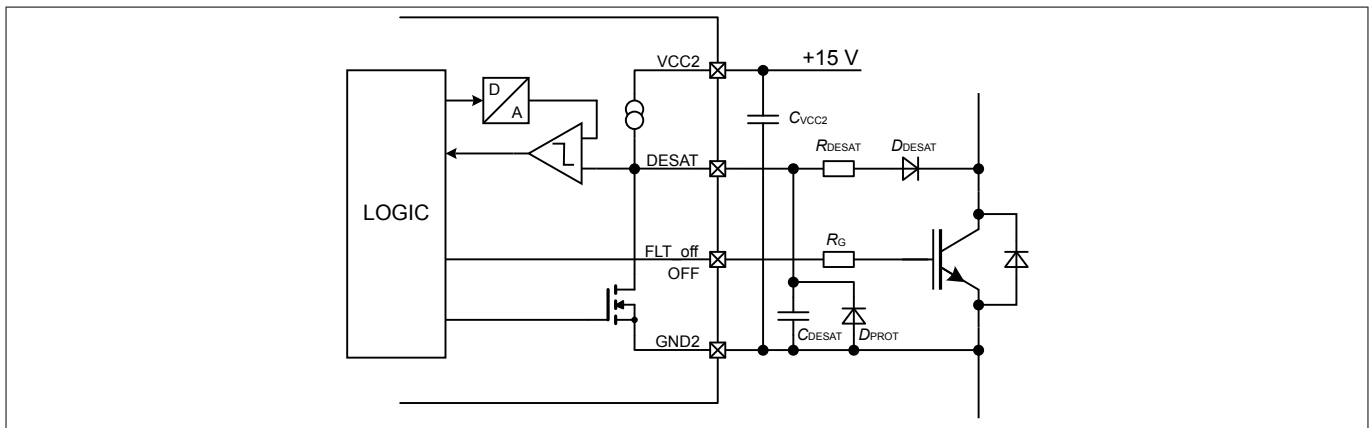 VCC2
+15 V
D
A
CVCC2
RDESAT
DDESAT
DESAT
LOGIC
FLT_off
RG
OFF
CDESAT
DPROT
GND2